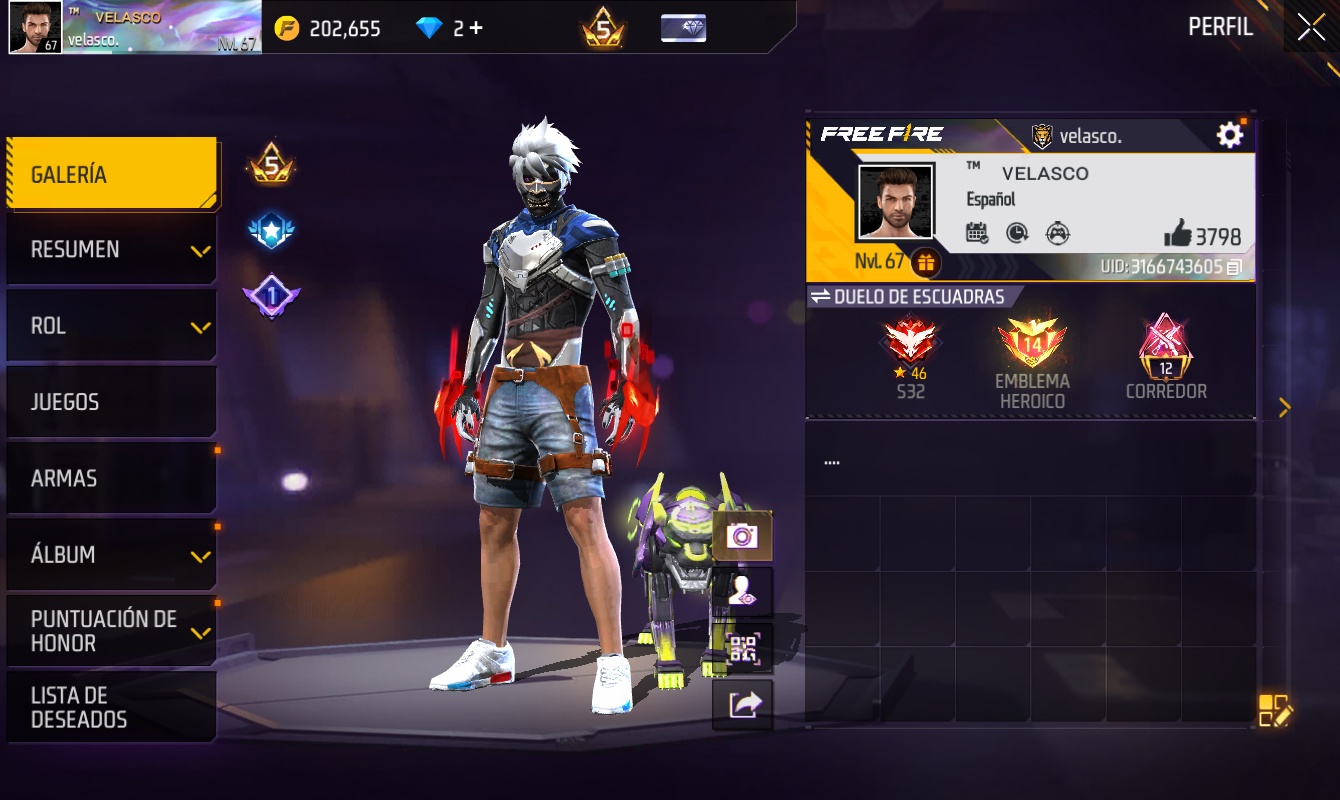 ™ VELASCO
velasco.
67
Nvl. 67
202,655
2 +
5
PERFIL
GALERÍA
RESUMEN
ROL
JUEGOS
ARMAS
ÁLBUM
PUNTUACIÓN DE
HONOR
LISTA DE
DESEADOS
5
1
FREE FIRE
velasco.
™ VELASCO
Español
3798
Nvl. 67
UID: 3166743605
DUELO DE ESCUADRAS
46
S32
14
EMBLEMA
HEROICO
12
CORREDOR
....